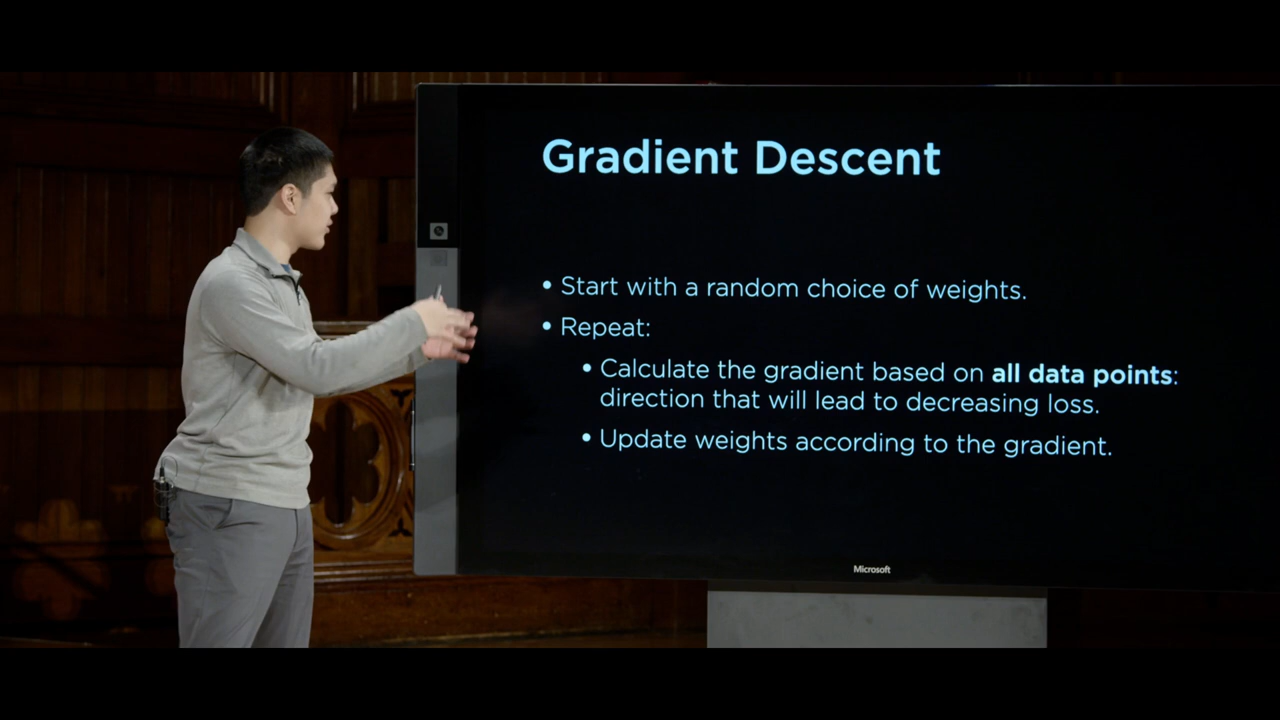 Gradient Descent
• Start with a random choice of weights.
• Repeat:
• Calculate the gradient based on all data points:
direction that will lead to decreasing loss.
• Update weights according to the gradient.
Microsoft